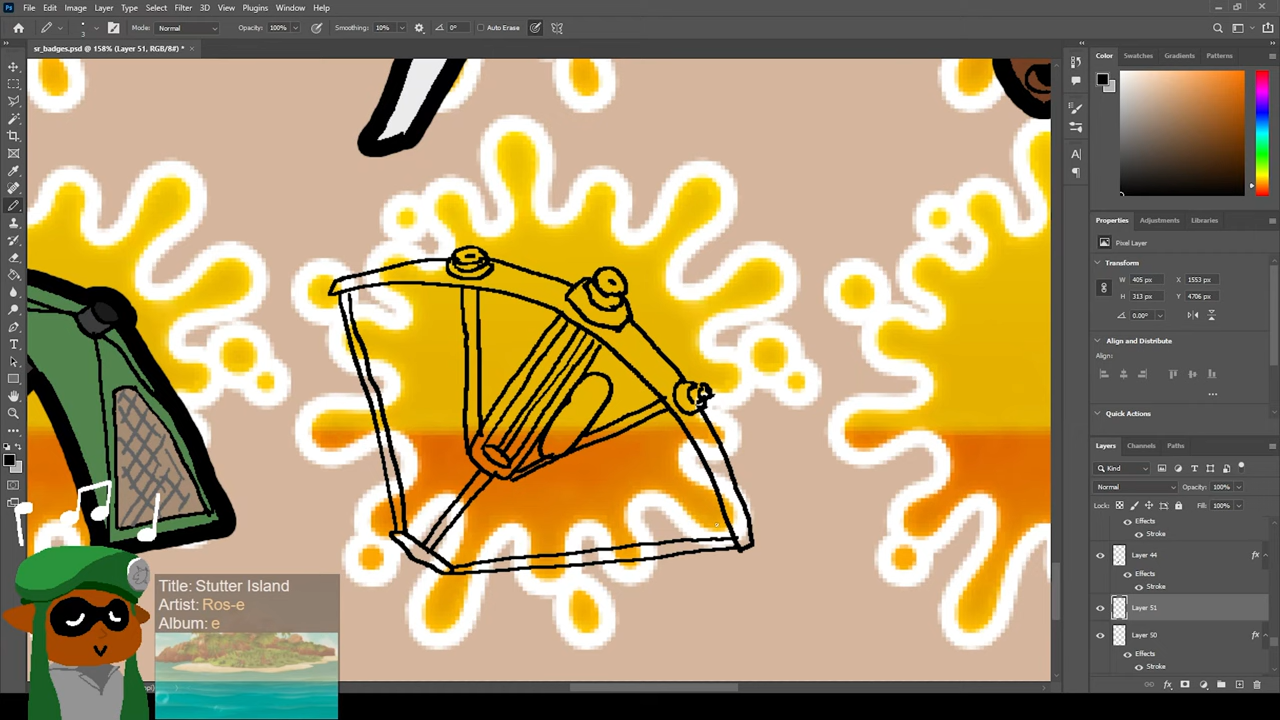 File Edit Image Layer Type Select Filter 3D View Plugins Window Help
3 Mode: Normal Opacity: 100% Smoothing: 10% 0° Auto Erase
sr_badges.psd @ 158% (Layer 51, RGB/8#) * ×
Color Swatches Gradients Patterns
Properties Adjustments Libraries
Pixel Layer
Transform
W 405 px X 1553 px
H 313 px Y 4706 px
0.00°
Align and Distribute
Align:
Quick Actions
Layers Channels Paths
Kind
Normal Opacity: 100%
Lock: Fill: 100%
Effects
Stroke
Layer 44 fx
Effects
Stroke
Layer 51
Layer 50 fx
Effects
Stroke
Title: Stutter Island
Artist: Ros-e
Album: e